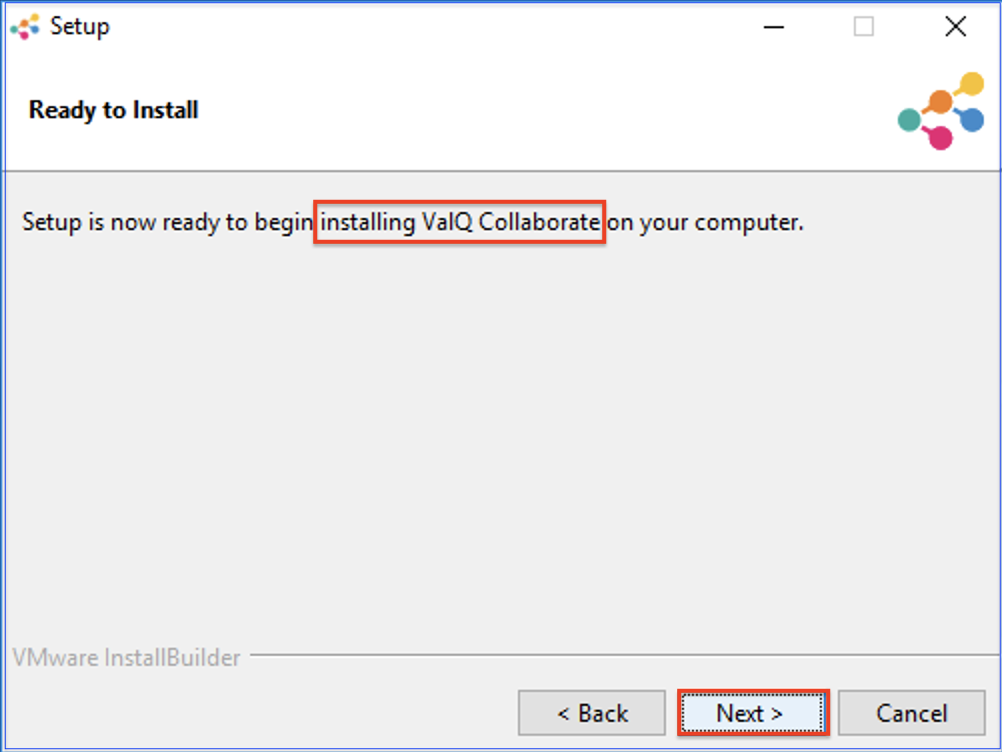 Setup
Ready to Install
Setup is now ready to begin installing ValQ Collaborate on your computer.
VMware InstallBuilder
< Back
Next >
Cancel